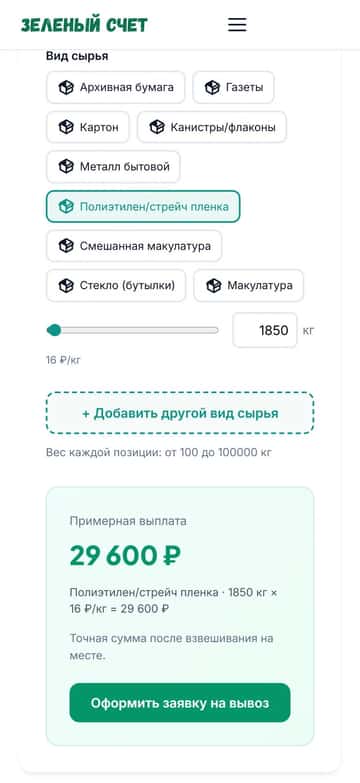 ЗЕЛЕНЫЙ СЧЕТ
Вид сырья
Архивная бумага
Газеты
Картон
Канистры/флаконы
Металл бытовой
Полиэтилен/стрейч пленка
Смешанная макулатура
Стекло (бутылки)
Макулатура
1850 кг
16 ₽/кг
+ Добавить другой вид сырья
Вес каждой позиции: от 100 до 100000 кг
Примерная выплата
29 600 ₽
Полиэтилен/стрейч пленка · 1850 кг ×
16 ₽/кг = 29 600 ₽
Точная сумма после взвешивания на
месте.
Оформить заявку на вывоз